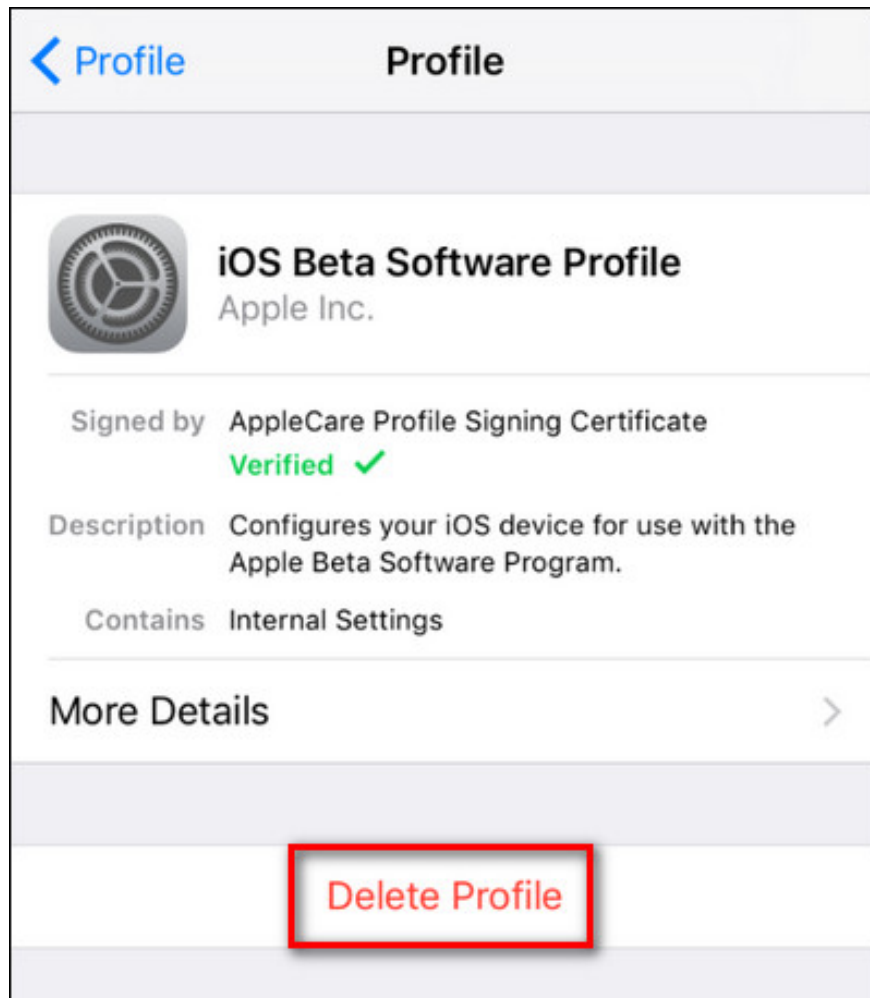 Profile Profile
iOS Beta Software Profile
Apple Inc.
Signed by AppleCare Profile Signing Certificate
Verified ✓
Description Configures your iOS device for use with the
Apple Beta Software Program.
Contains Internal Settings
More Details
Delete Profile